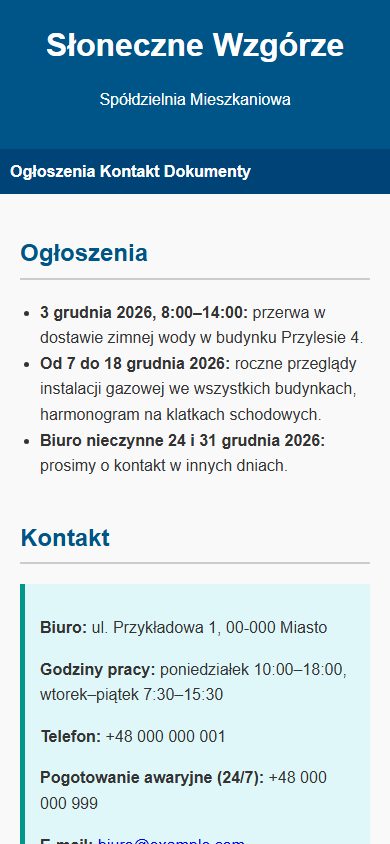 Słoneczne Wzgórze
Spółdzielnia Mieszkaniowa
Ogłoszenia Kontakt Dokumenty
Ogłoszenia
3 grudnia 2026, 8:00–14:00: przerwa w
dostawie zimnej wody w budynku Przylesie 4.
Od 7 do 18 grudnia 2026: roczne przeglądy
instalacji gazowej we wszystkich budynkach,
harmonogram na klatkach schodowych.
Biuro nieczynne 24 i 31 grudnia 2026:
prosimy o kontakt w innych dniach.
Kontakt
Biuro: ul. Przykładowa 1, 00-000 Miasto
Godziny pracy: poniedziałek 10:00–18:00,
wtorek–piątek 7:30–15:30
Telefon: +48 000 000 001
Pogotowanie awaryjne (24/7): +48 000
000 999
E-mail: biuro@example.com